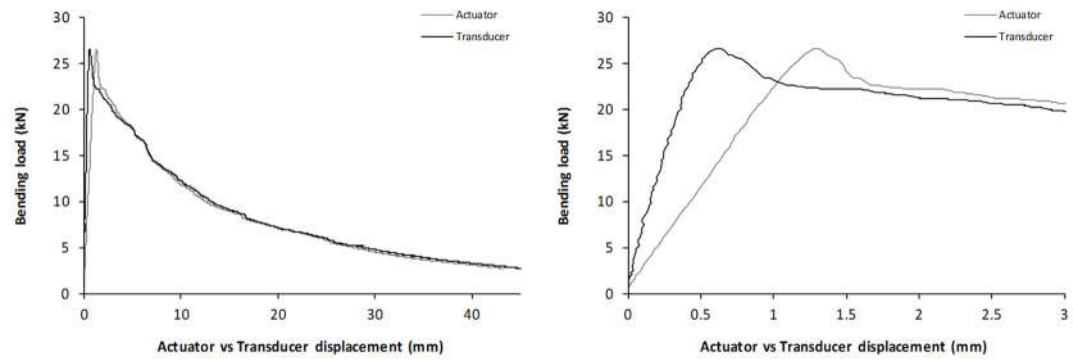 30
25
20
15
10
5
0
Bending load (kN)
Actuator
Transducer
0 10 20 30 40
Actuator vs Transducer displacement (mm)
30
25
20
15
10
5
0
Bending load (kN)
Actuator
Transducer
0 0.5 1 1.5 2 2.5 3
Actuator vs Transducer displacement (mm)